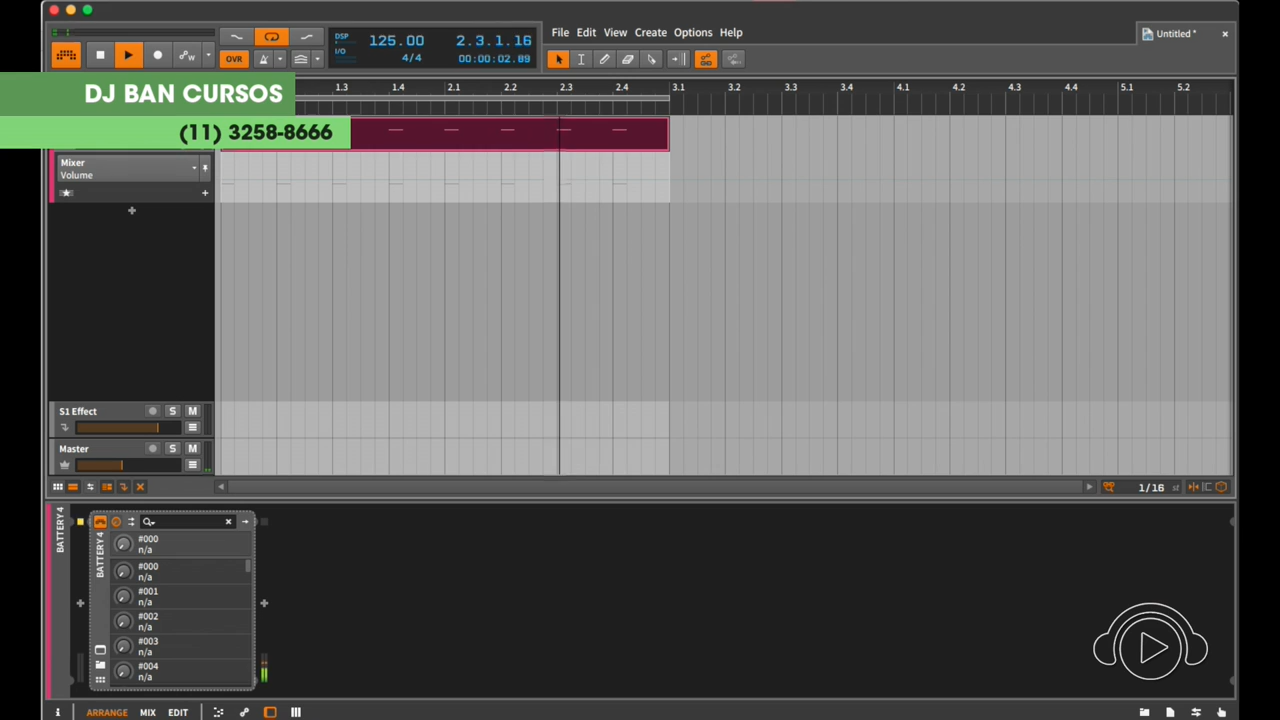 DSP
I/O
125.00
4/4
2.3.1.16
00:00:02.89
OVR
File Edit View Create Options Help
Untitled *
DJ BAN CURSOS
(11) 3258-8666
1.3 1.4 2.1 2.2 2.3 2.4 3.1 3.2 3.3 3.4 4.1 4.2 4.3 4.4 5.1 5.2
Mixer
Volume
S1 Effect S M
Master S M
1/16 st
BATTERY 4
BATTERY 4
#000
n/a
#000
n/a
#001
n/a
#002
n/a
#003
n/a
#004
n/a
ARRANGE MIX EDIT